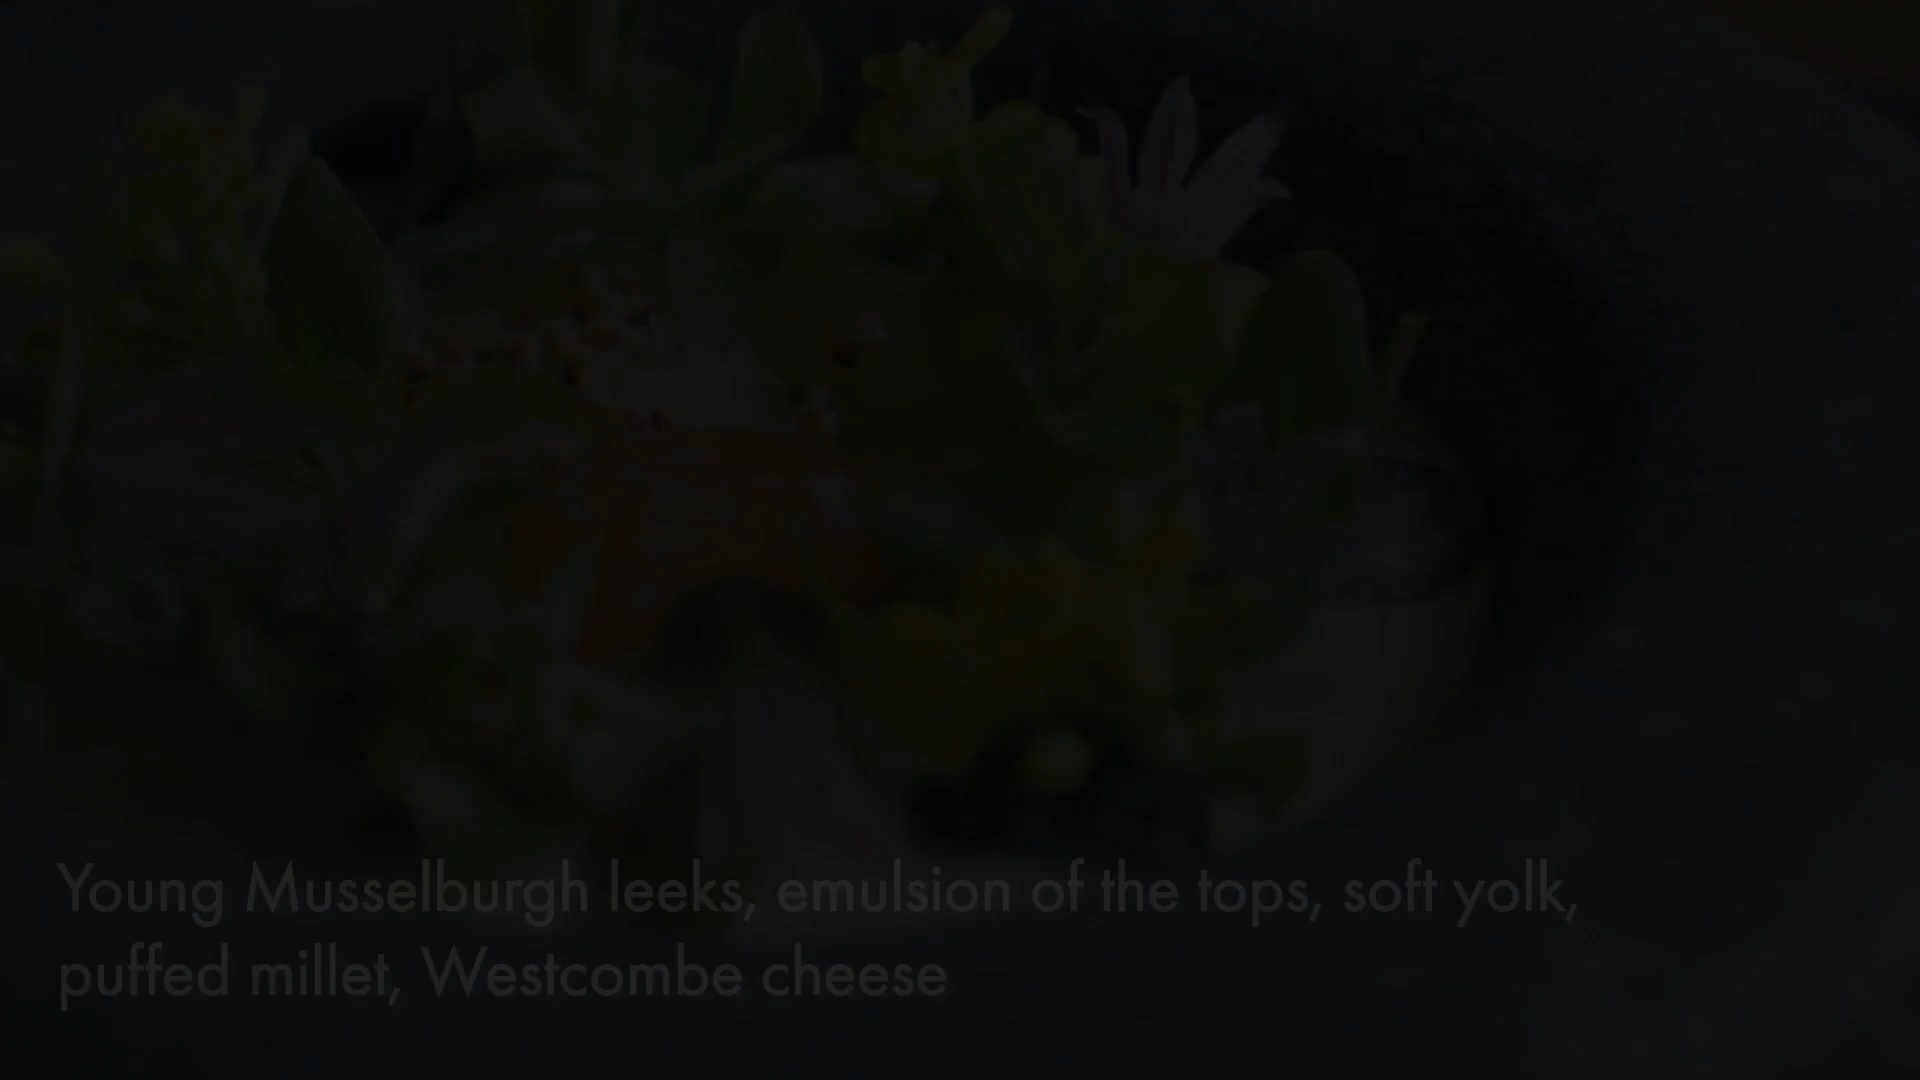 Young Musselburgh leeks, emulsion of the tops, soft yolk,
puffed millet, Westcombe cheese